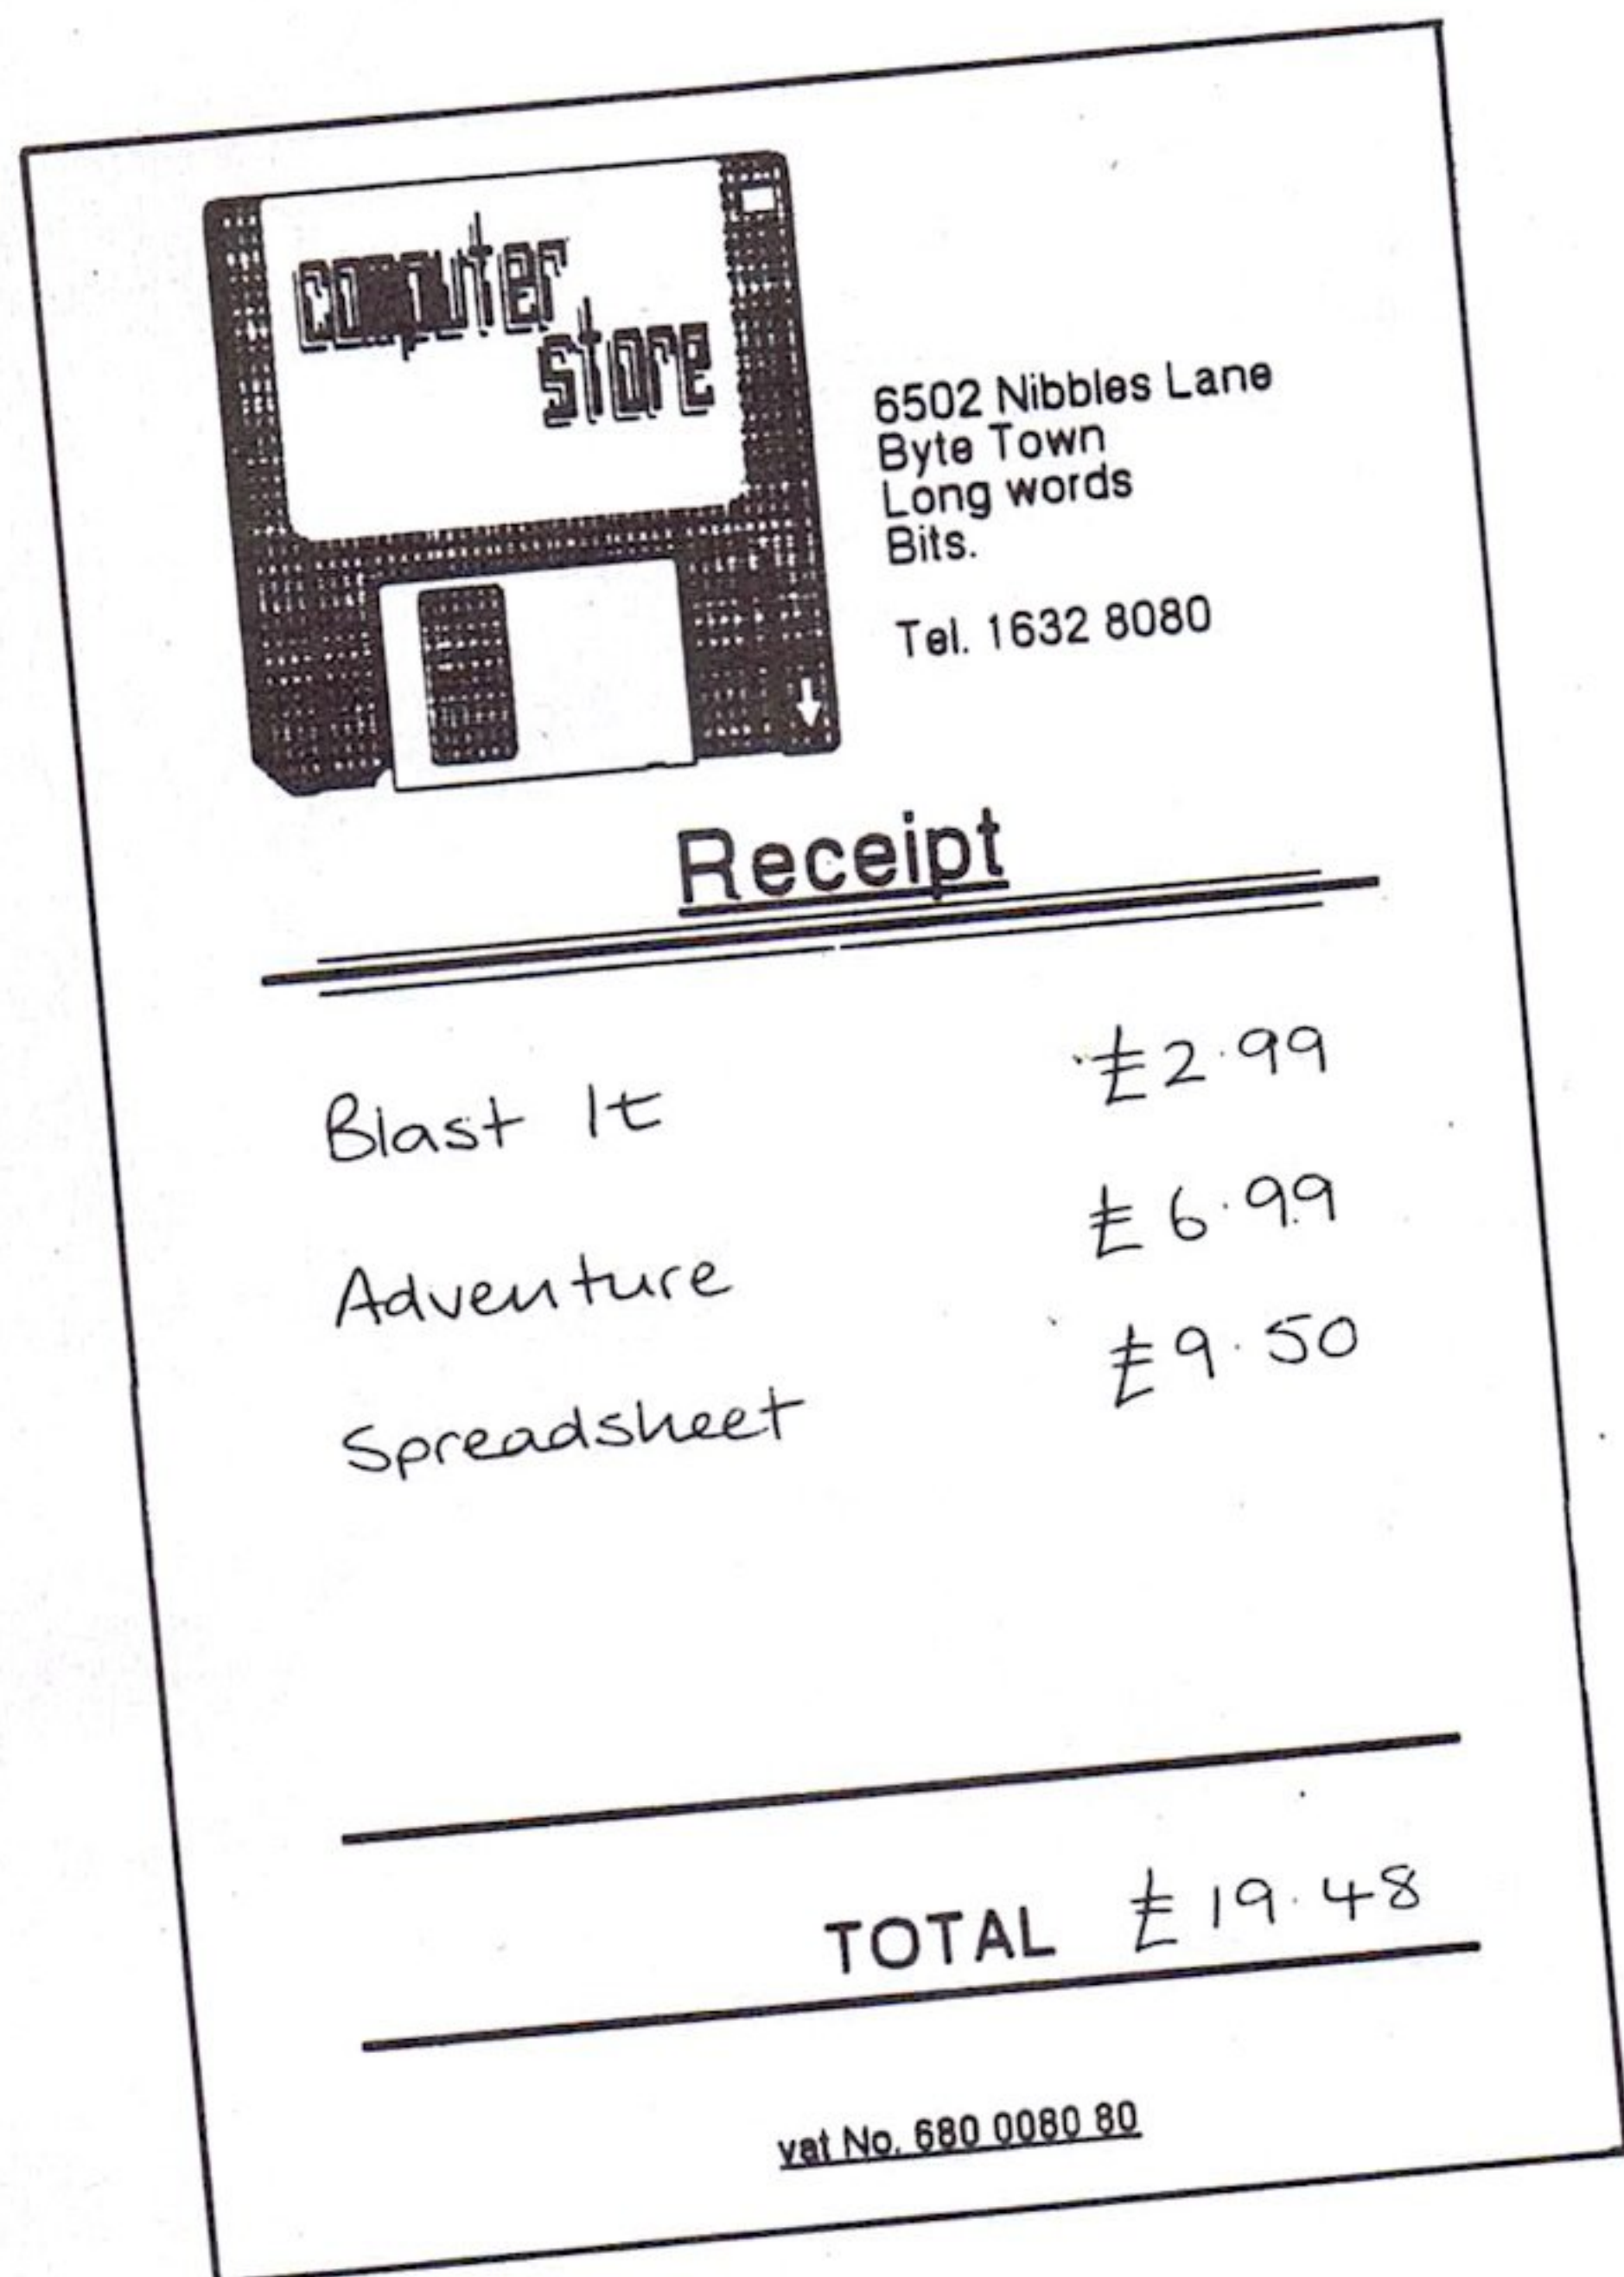 computer
store
6502 Nibbles Lane
Byte Town
Long words
Bits.
Tel. 1632 8080
Receipt
Blast It £2.99
Adventure £6.99
Spreadsheet £9.50
TOTAL £19.48
vat No. 680 0080 80